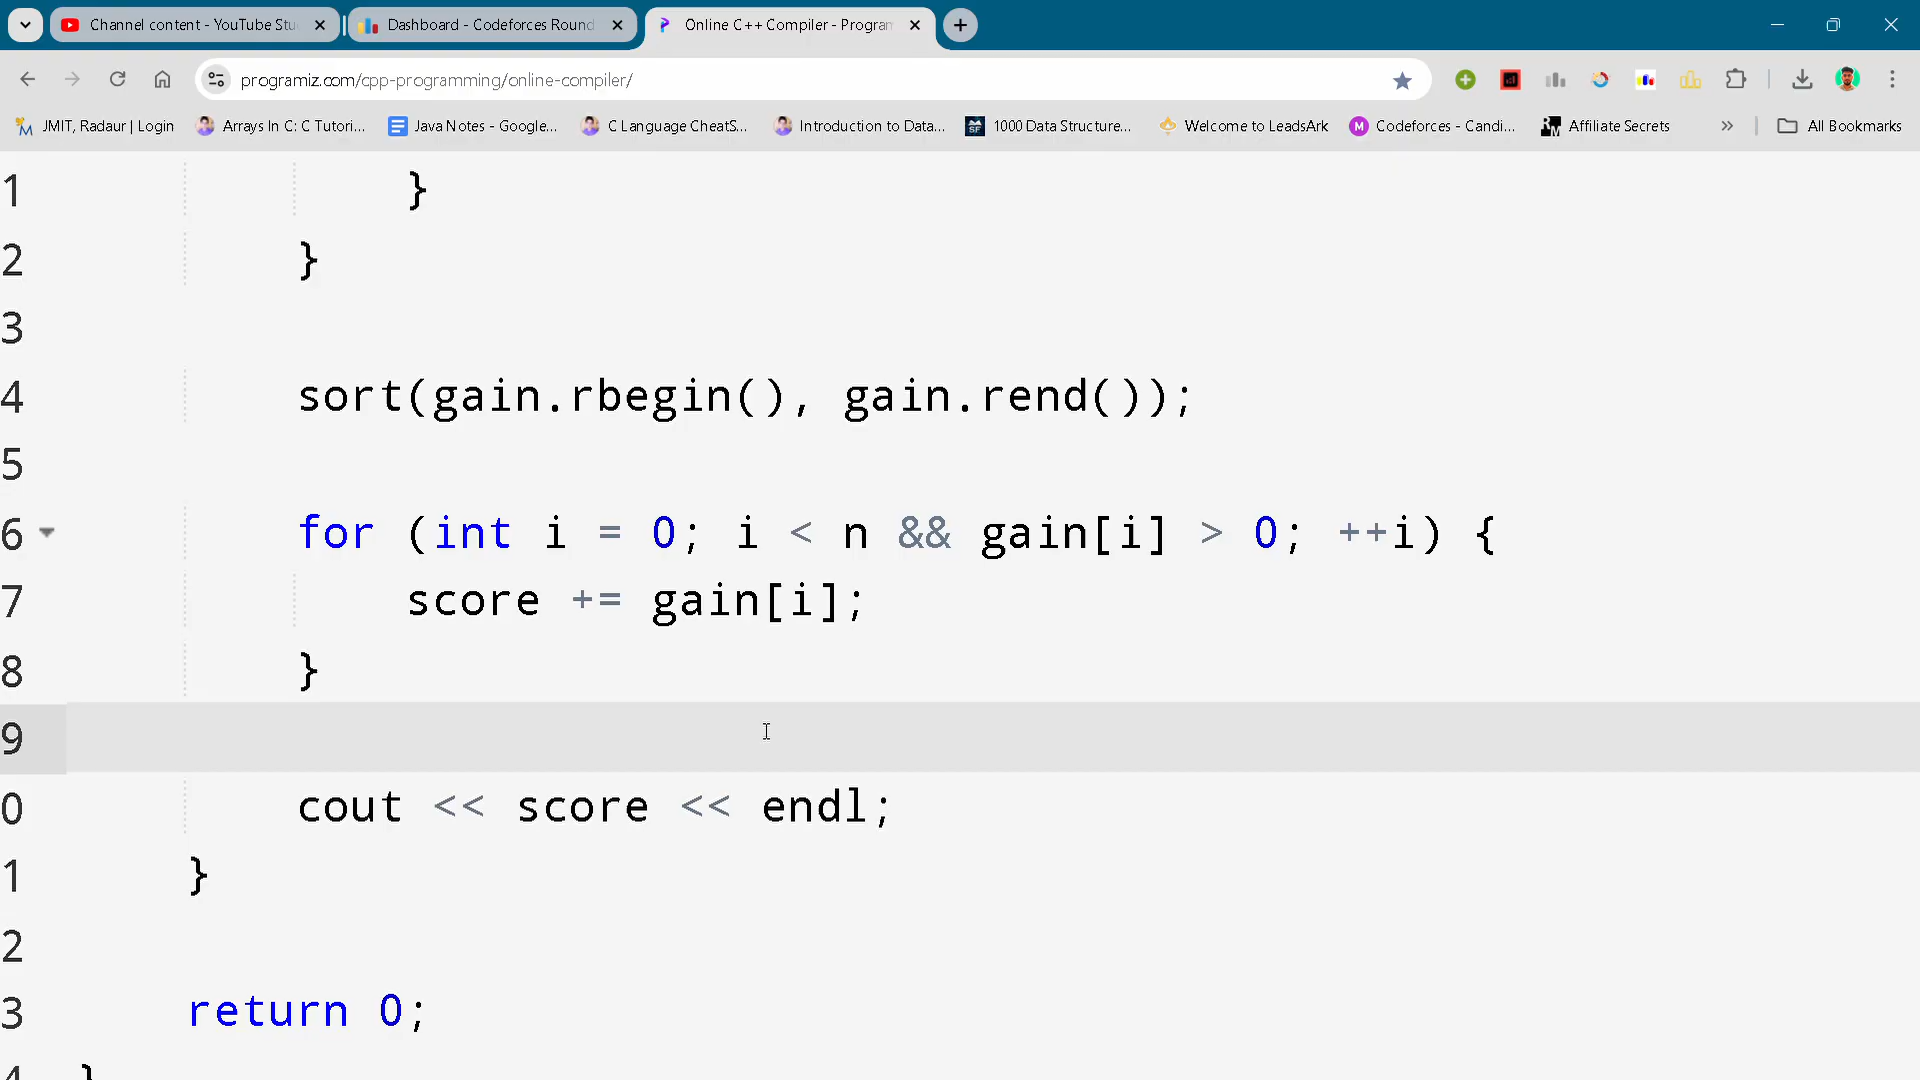 Channel content - YouTube Stu
Dashboard - Codeforces Round
Online C++ Compiler - Program
programiz.com/cpp-programming/online-compiler/
JMIT, Radaur | Login
Arrays In C: C Tutori...
Java Notes - Google...
C Language CheatS...
Introduction to Data...
1000 Data Structure...
Welcome to LeadsArk
Codeforces - Candi...
Affiliate Secrets
All Bookmarks
1 }
2 }
3
4 sort(gain.rbegin(), gain.rend());
5
6 for (int i = 0; i < n && gain[i] > 0; ++i) {
7 score += gain[i];
8 }
9
0 cout << score << endl;
1 }
2
3 return 0;
4 }